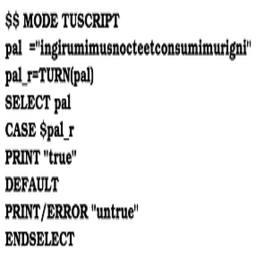 $$ MODE TUSCRIPT
pal ="ingirumimusnocteetconsumimurigni"
pal_r=TURN(pal)
SELECT pal
CASE $pal_r
PRINT "true"
DEFAULT
PRINT/ERROR "untrue"
ENDSELECT